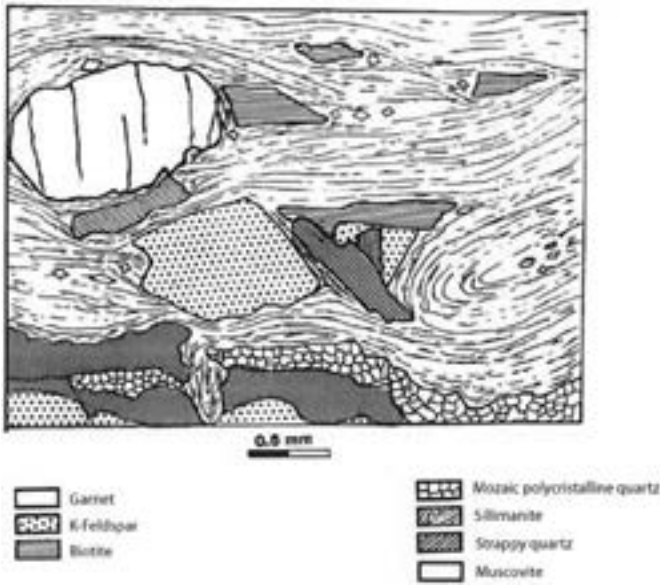 0.5 mm
Garnet
K-Feldspar
Biotite
Mozaic polycristalline quartz
Sillimanite
Strappy quartz
Muscovite